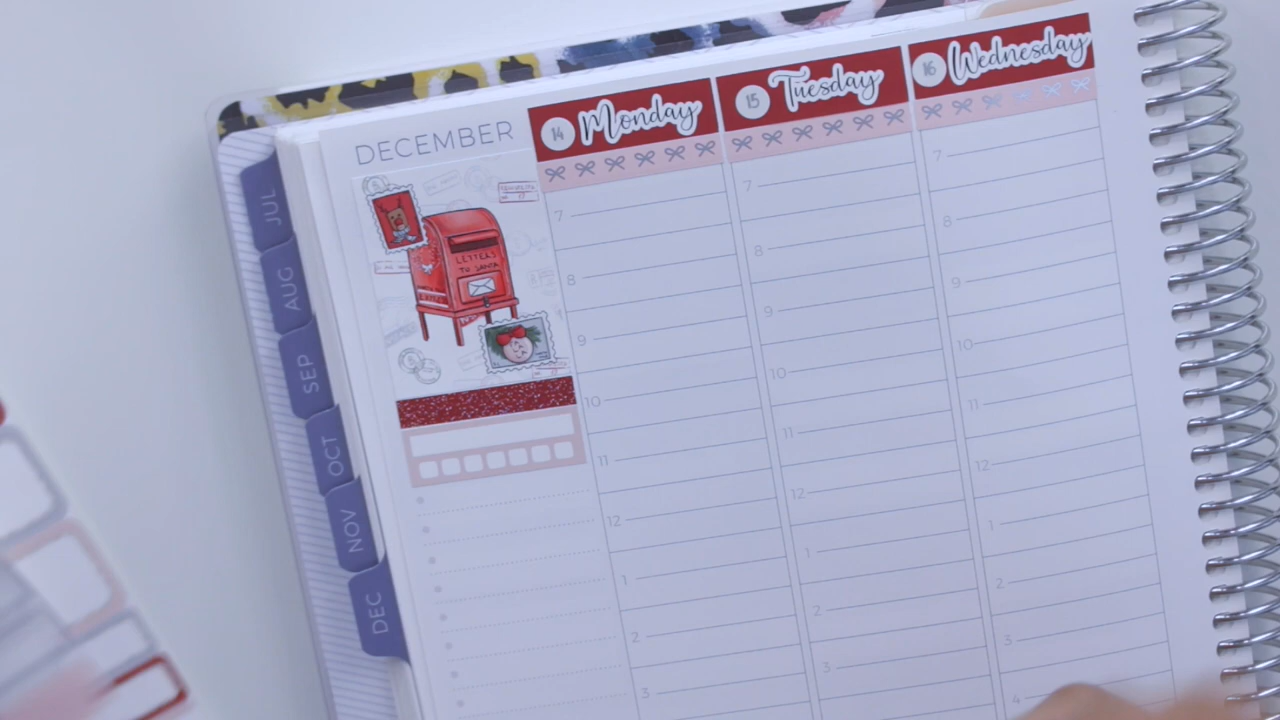 DECEMBER
14 Monday
15 Tuesday
16 Wednesday
LETTERS
TO SANTA
LETTERS
JUL
AUG
SEP
OCT
NOV
DEC
7
8
9
10
11
12
1
2
3
7
8
9
10
11
12
1
2
3
7
8
9
10
11
12
1
2
3
4